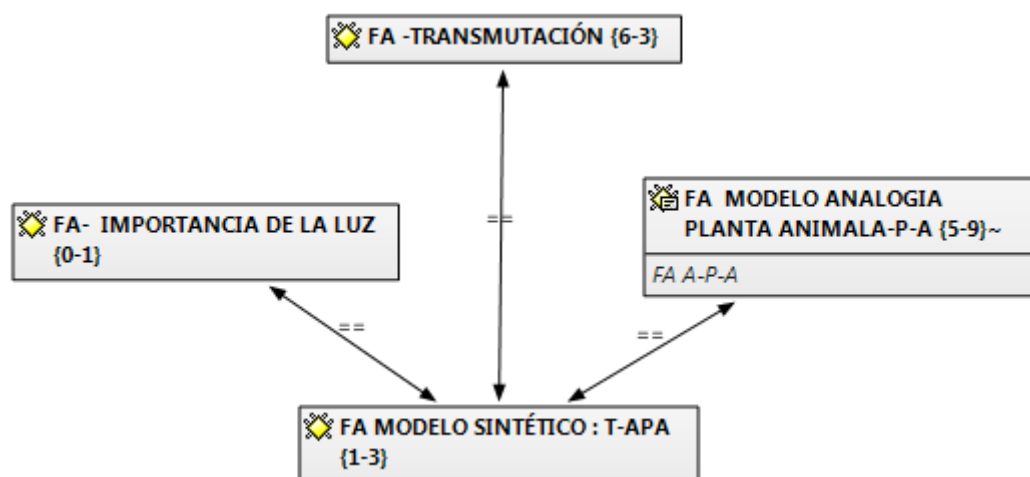 FA -TRANSMUTACIÓN {6-3}
FA MODELO ANALOGIA
PLANTA ANIMALA-P-A {5-9}~
FA A-P-A
FA- IMPORTANCIA DE LA LUZ
{0-1}
==
==
==
FA MODELO SINTÉTICO : T-APA
{1-3}